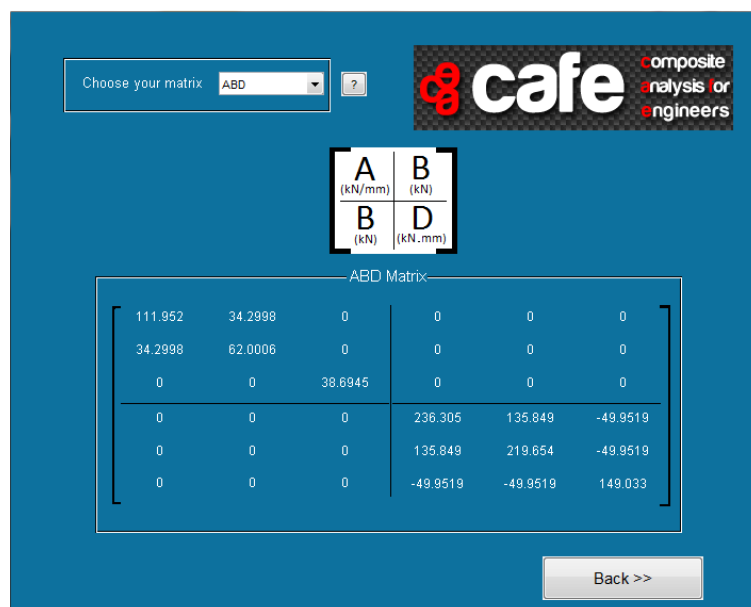 Choose your matrix ABD ?
cafe composite analysis for engineers
A B
(kN/mm) (kN)
B D
(kN) (kN.mm)
ABD Matrix
111.952 34.2998 0 0 0 0
34.2998 62.0006 0 0 0 0
0 0 38.6945 0 0 0
0 0 0 236.305 135.849 -49.9519
0 0 0 135.849 219.654 -49.9519
0 0 0 -49.9519 -49.9519 149.033
Back >>